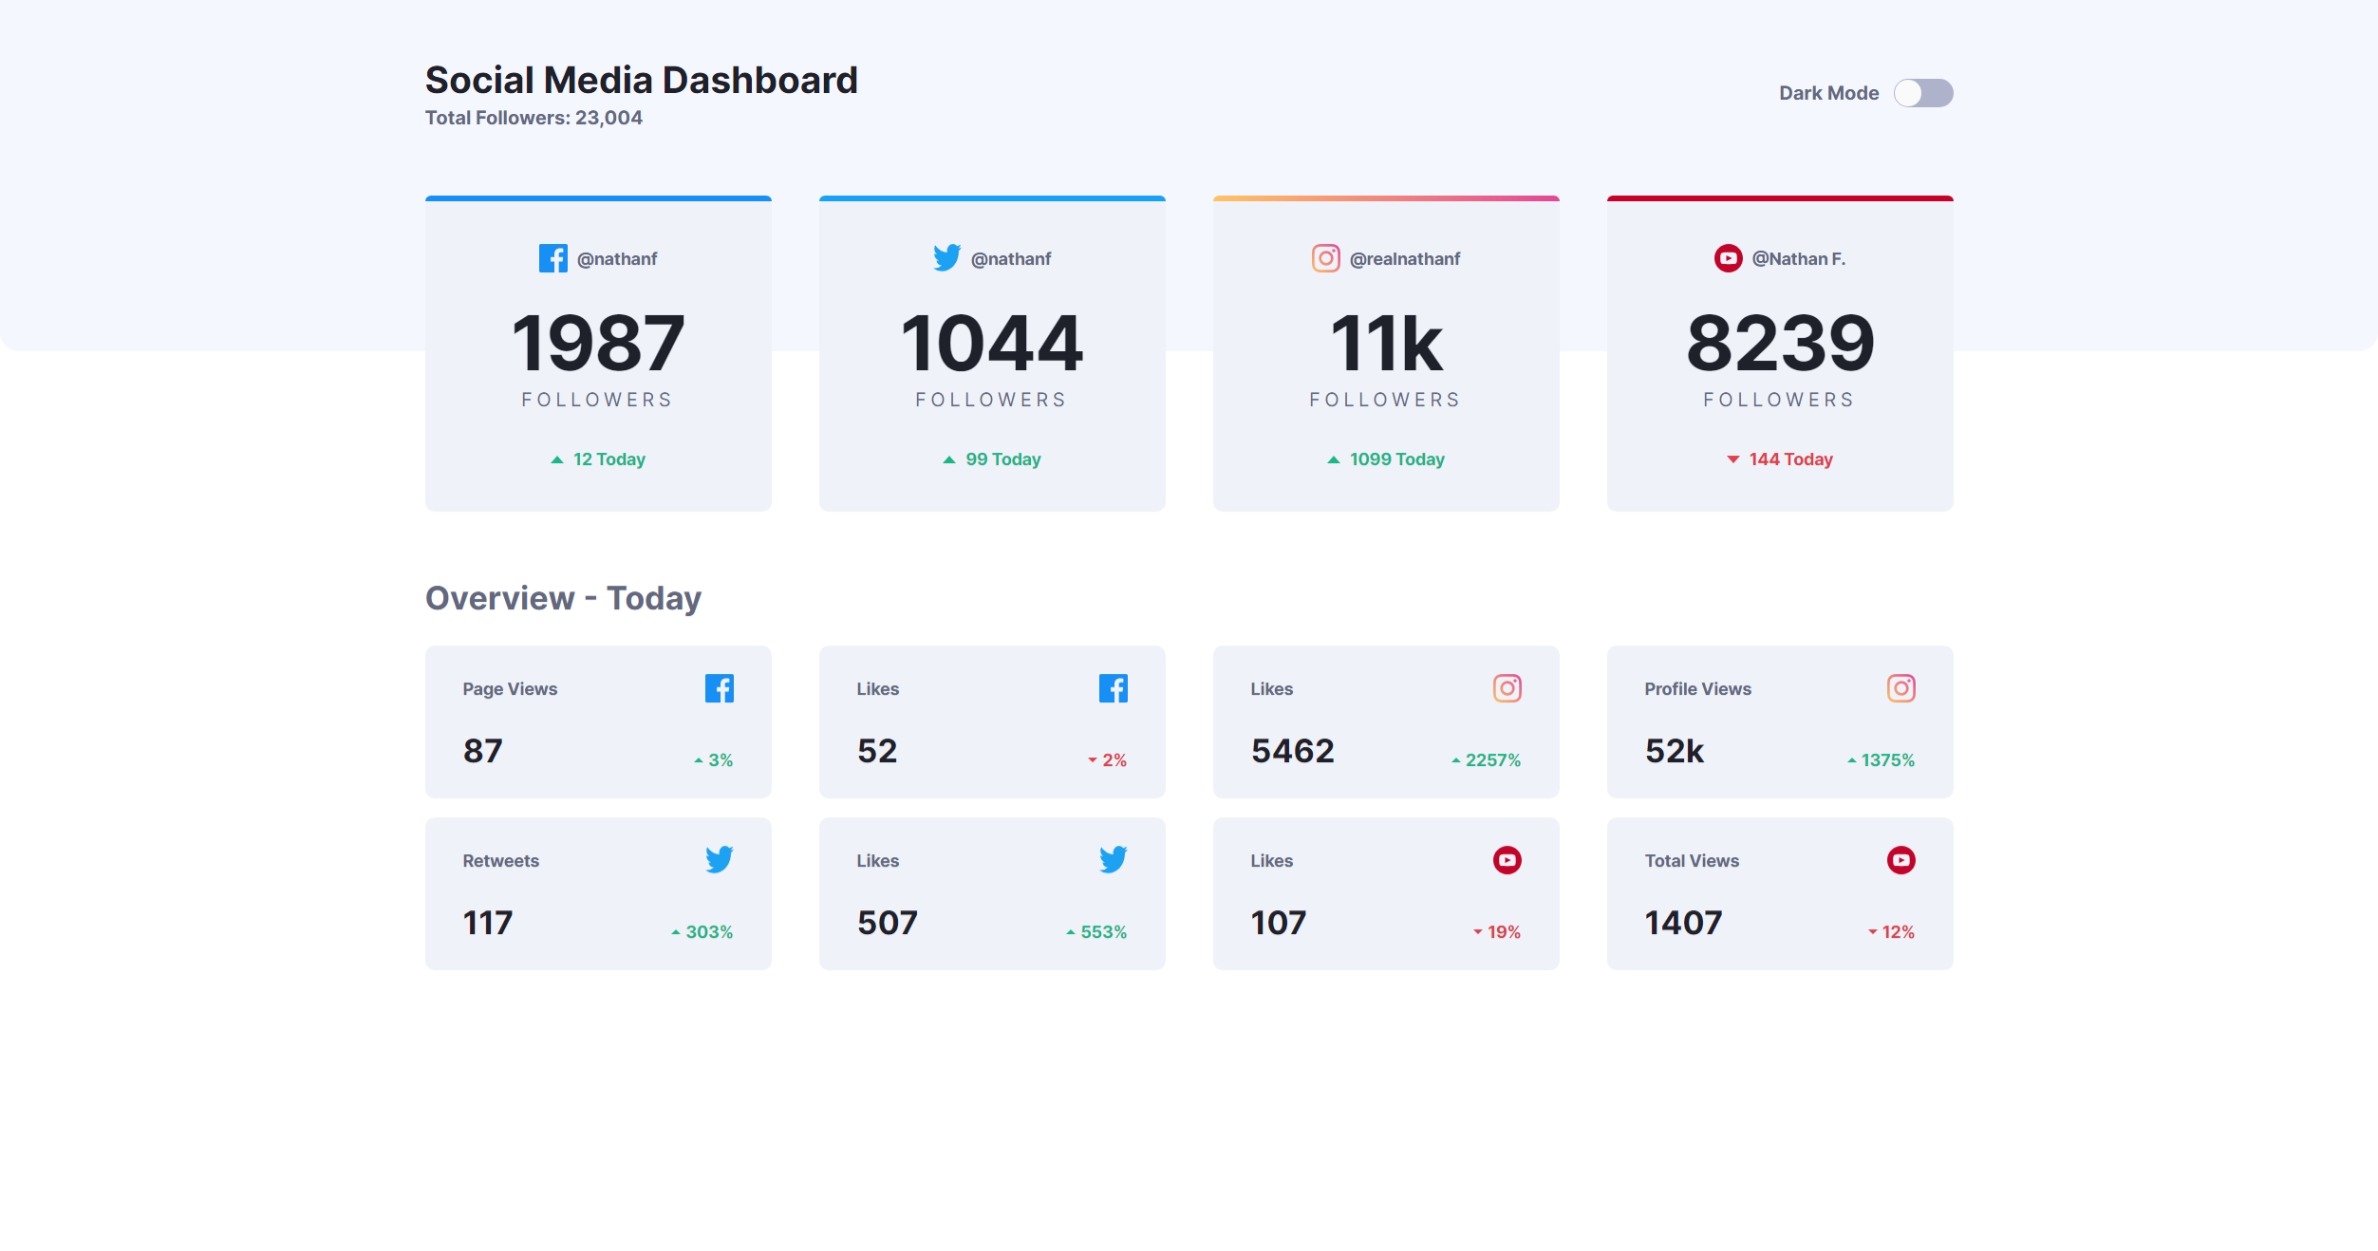 Social Media Dashboard
Total Followers: 23,004
Dark Mode
@nathanf
1987
FOLLOWERS
12 Today
@nathanf
1044
FOLLOWERS
99 Today
@realnathanf
11k
FOLLOWERS
1099 Today
@Nathan F.
8239
FOLLOWERS
144 Today
Overview - Today
Page Views
87
3%
Likes
52
2%
Likes
5462
2257%
Profile Views
52k
1375%
Retweets
117
303%
Likes
507
553%
Likes
107
19%
Total Views
1407
12%